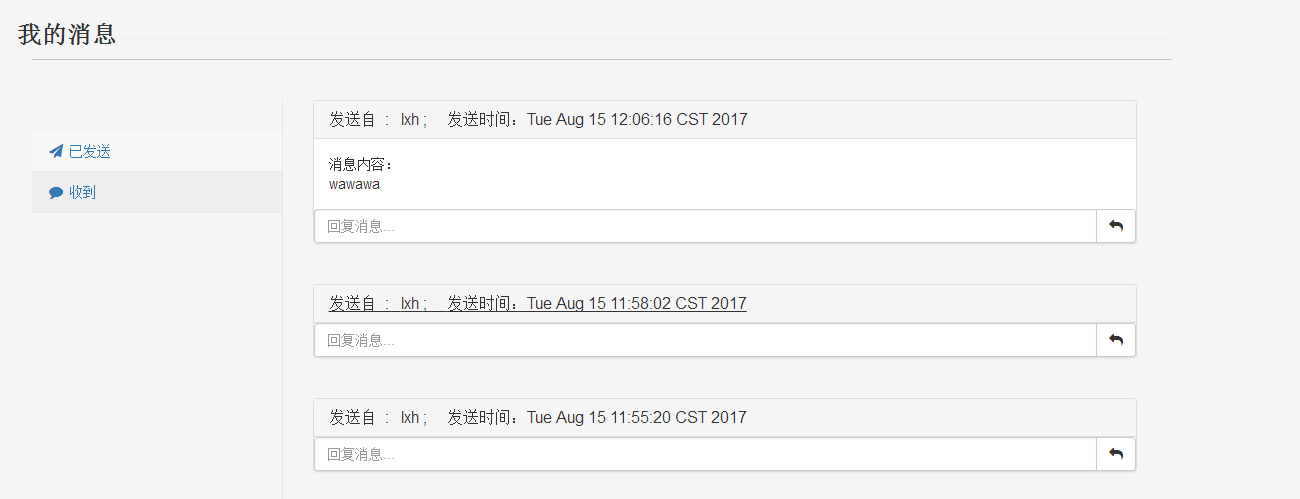 我的消息
已发送
收到
发送自 : lxh ; 发送时间：Tue Aug 15 12:06:16 CST 2017
消息内容：
wawawa
回复消息...
发送自 : lxh ; 发送时间：Tue Aug 15 11:58:02 CST 2017
回复消息...
发送自 : lxh ; 发送时间：Tue Aug 15 11:55:20 CST 2017
回复消息...